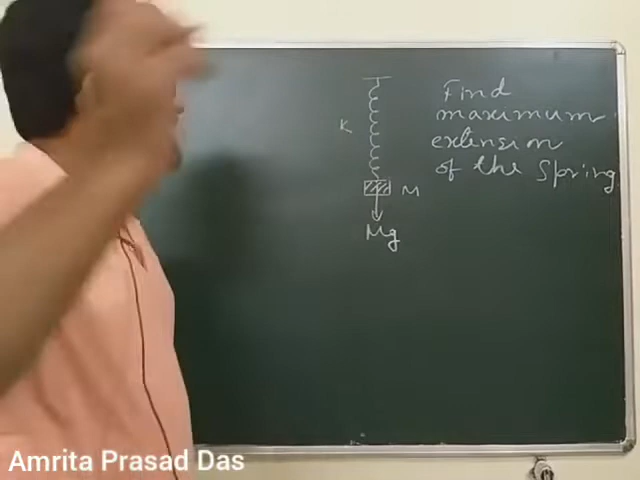 Find
maximum
extension
of the Spring
K
M
Mg
Amrita Prasad Das